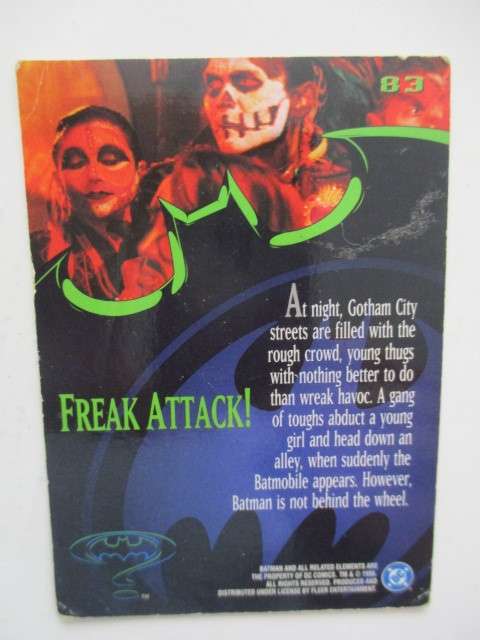 83
At night, Gotham City
streets are filled with the
rough crowd, young thugs
with nothing better to do
than wreak havoc. A gang
of toughs abduct a young
girl and head down an
alley, when suddenly the
Batmobile appears. However,
Batman is not behind the wheel.
FREAK ATTACK!
BATMAN AND ALL RELATED ELEMENTS ARE
THE PROPERTY OF DC COMICS. TM & © 1995.
ALL RIGHTS RESERVED. PRODUCED AND
DISTRIBUTED UNDER LICENSE BY FLEER ENTERTAINMENT.
TM
DC